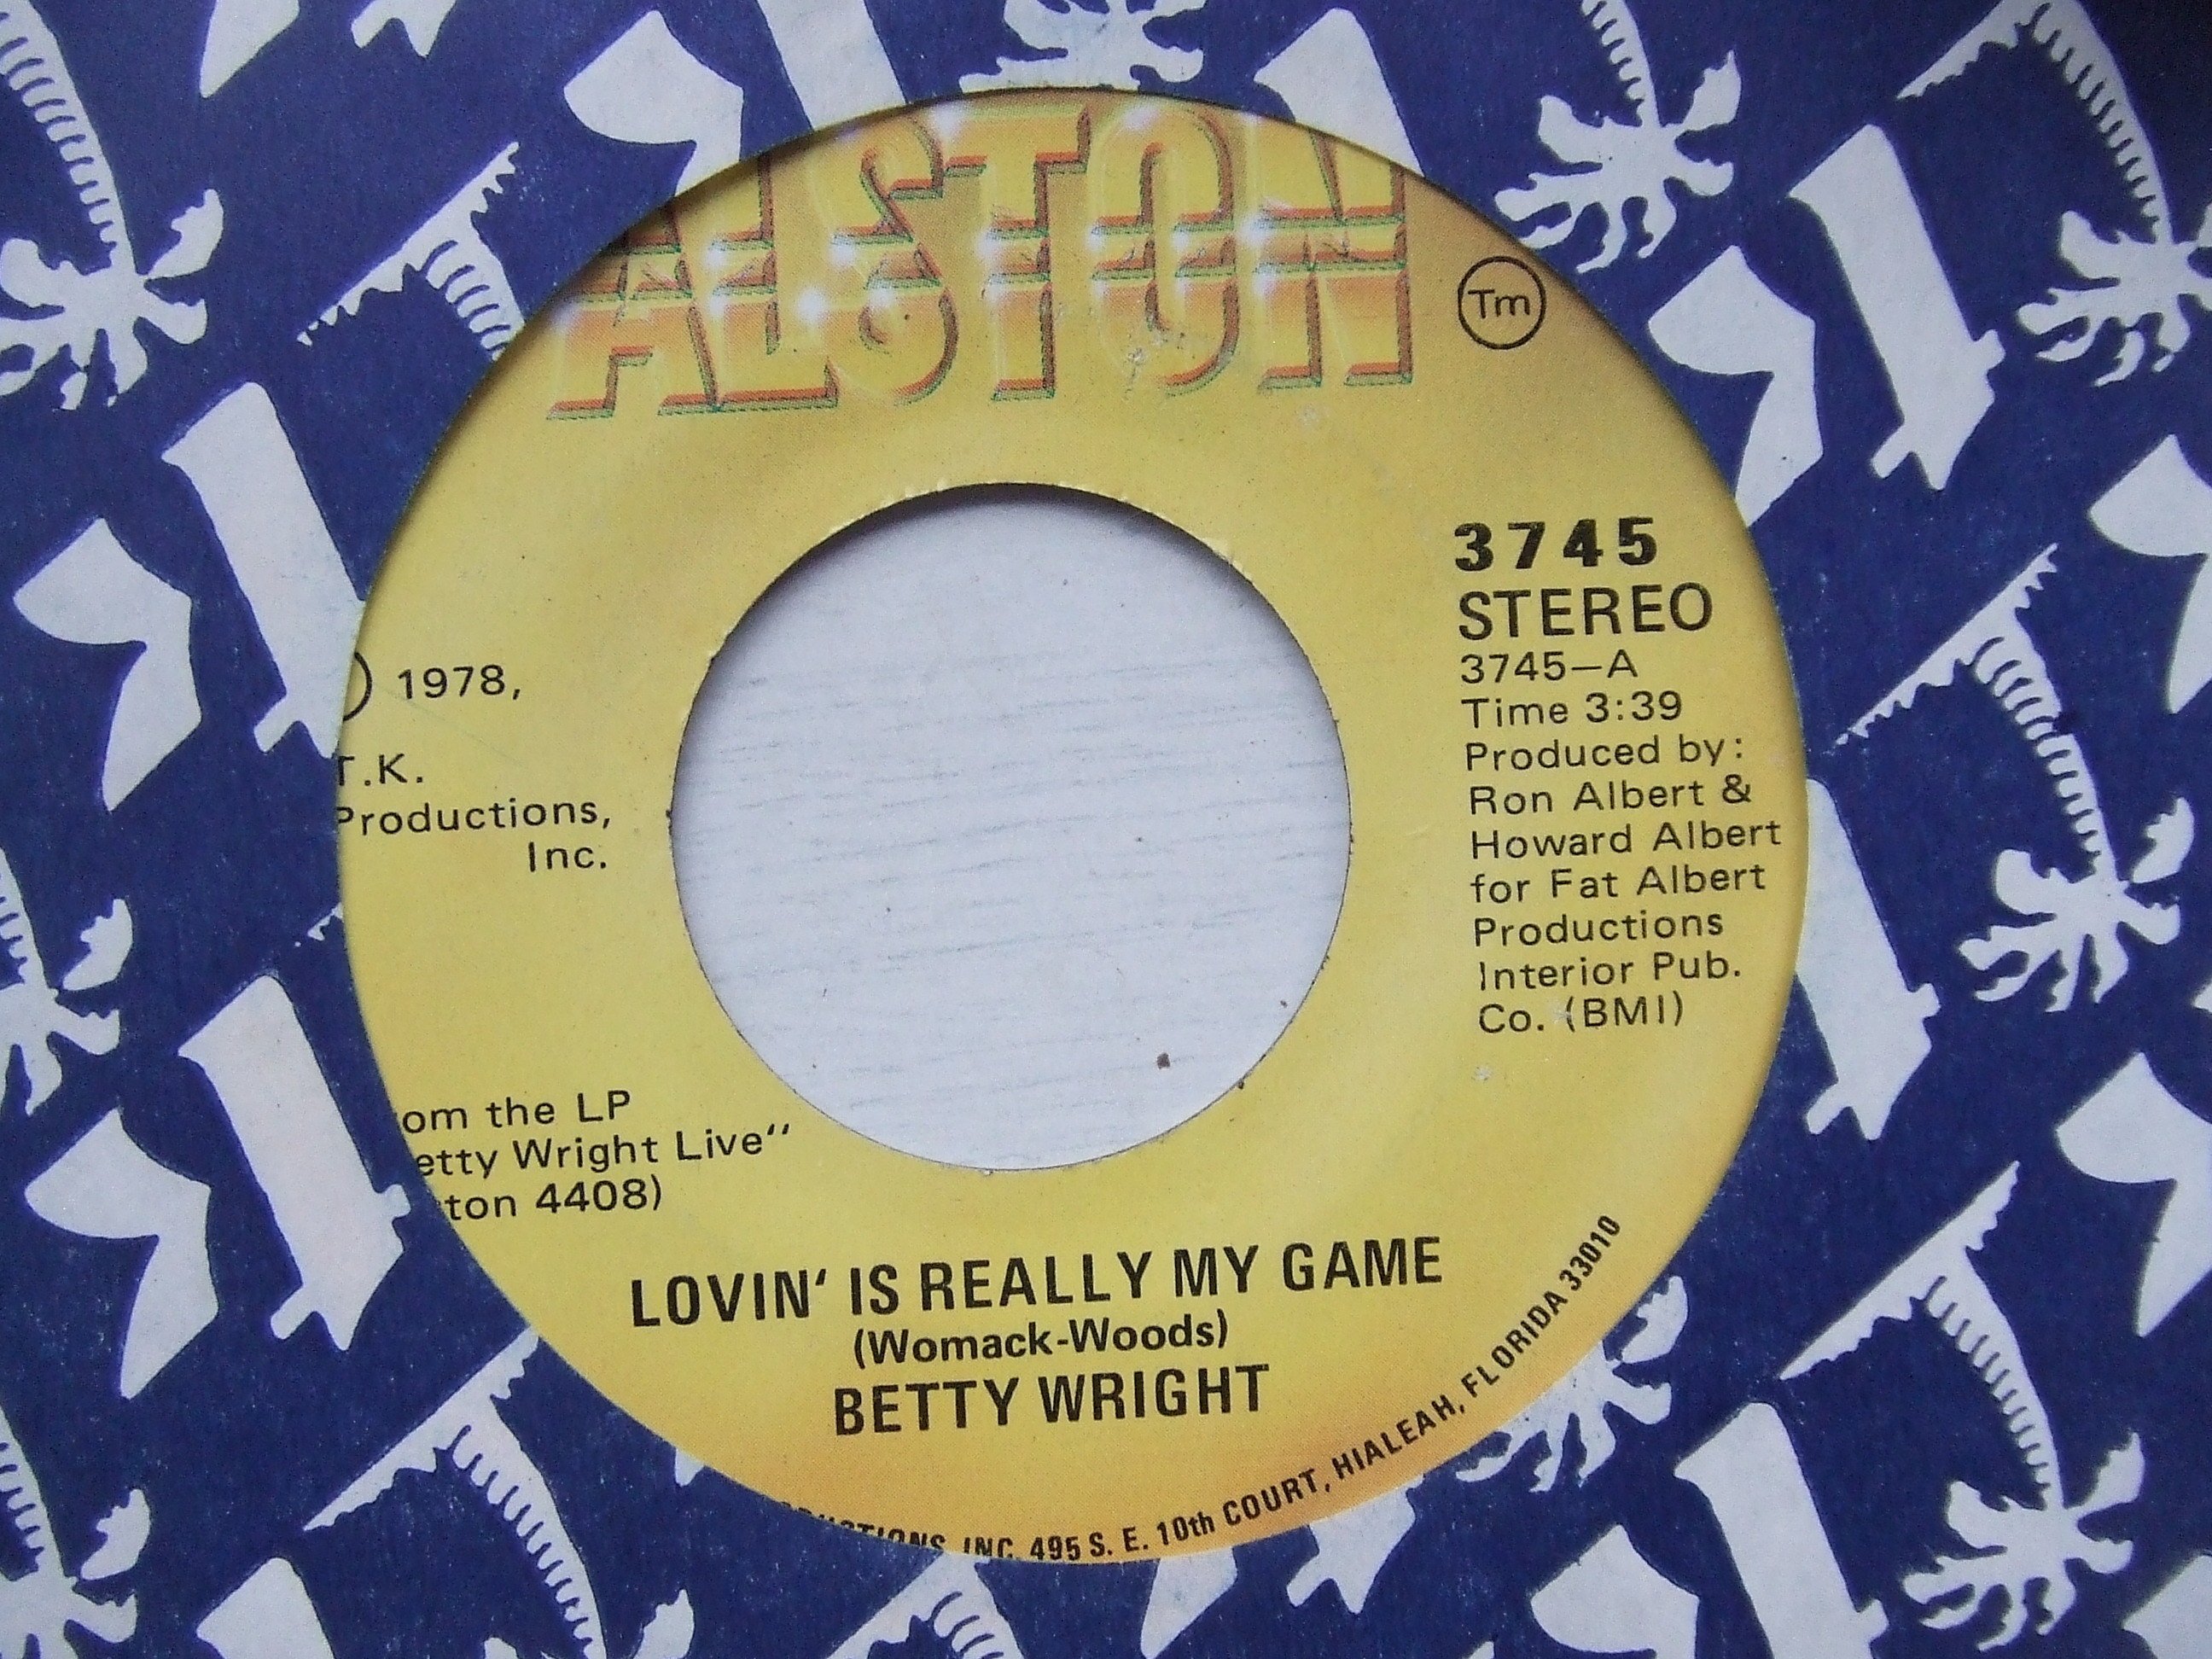 ALSTON
Tm
3745
STEREO
3745-A
Time 3:39
Produced by:
Ron Albert &
Howard Albert
for Fat Albert
Productions
Interior Pub.
Co. (BMI)
1978,
T.K.
Productions,
Inc.
om the LP
etty Wright Live"
ton 4408)
LOVIN' IS REALLY MY GAME
(Womack-Woods)
BETTY WRIGHT
UCTIONS, INC. 495 S. E. 10th COURT, HIALEAH, FLORIDA 33010